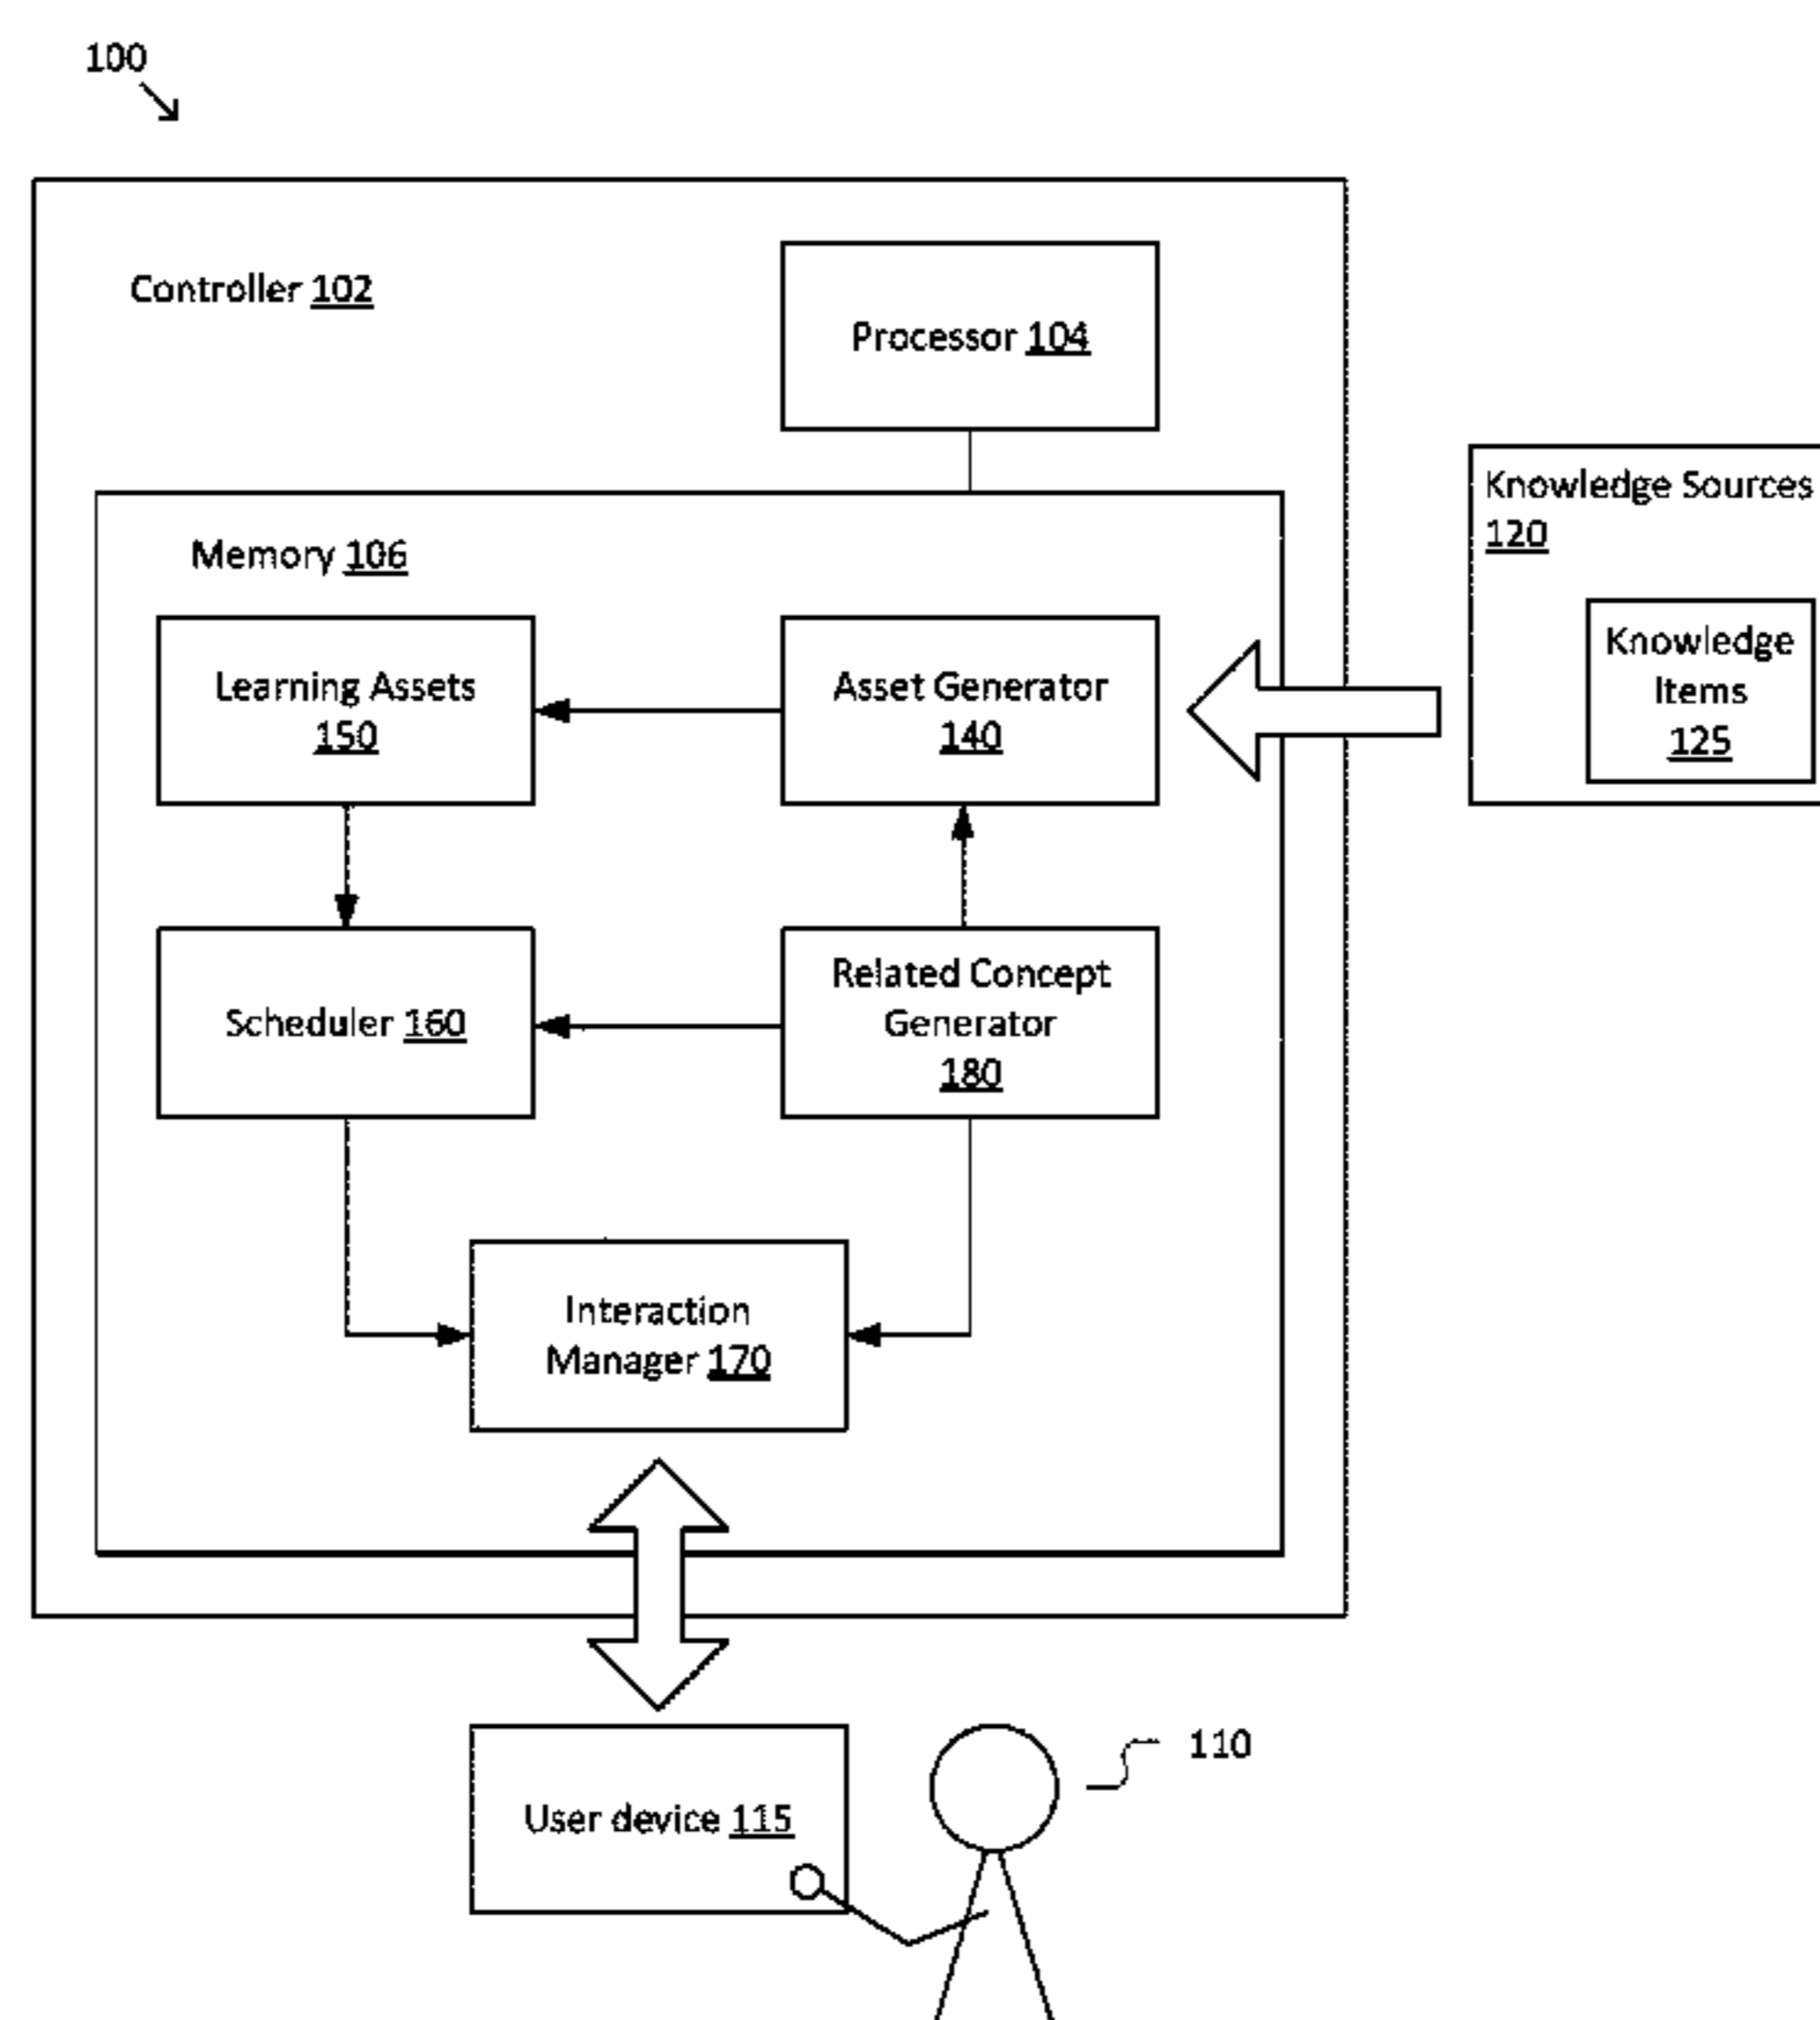 100
Controller 102
Processor 104
Knowledge Sources
120
Knowledge
Items
125
Memory 106
Learning Assets
150
Asset Generator
140
Scheduler 160
Related Concept
Generator
180
Interaction
Manager 170
User device 115
110